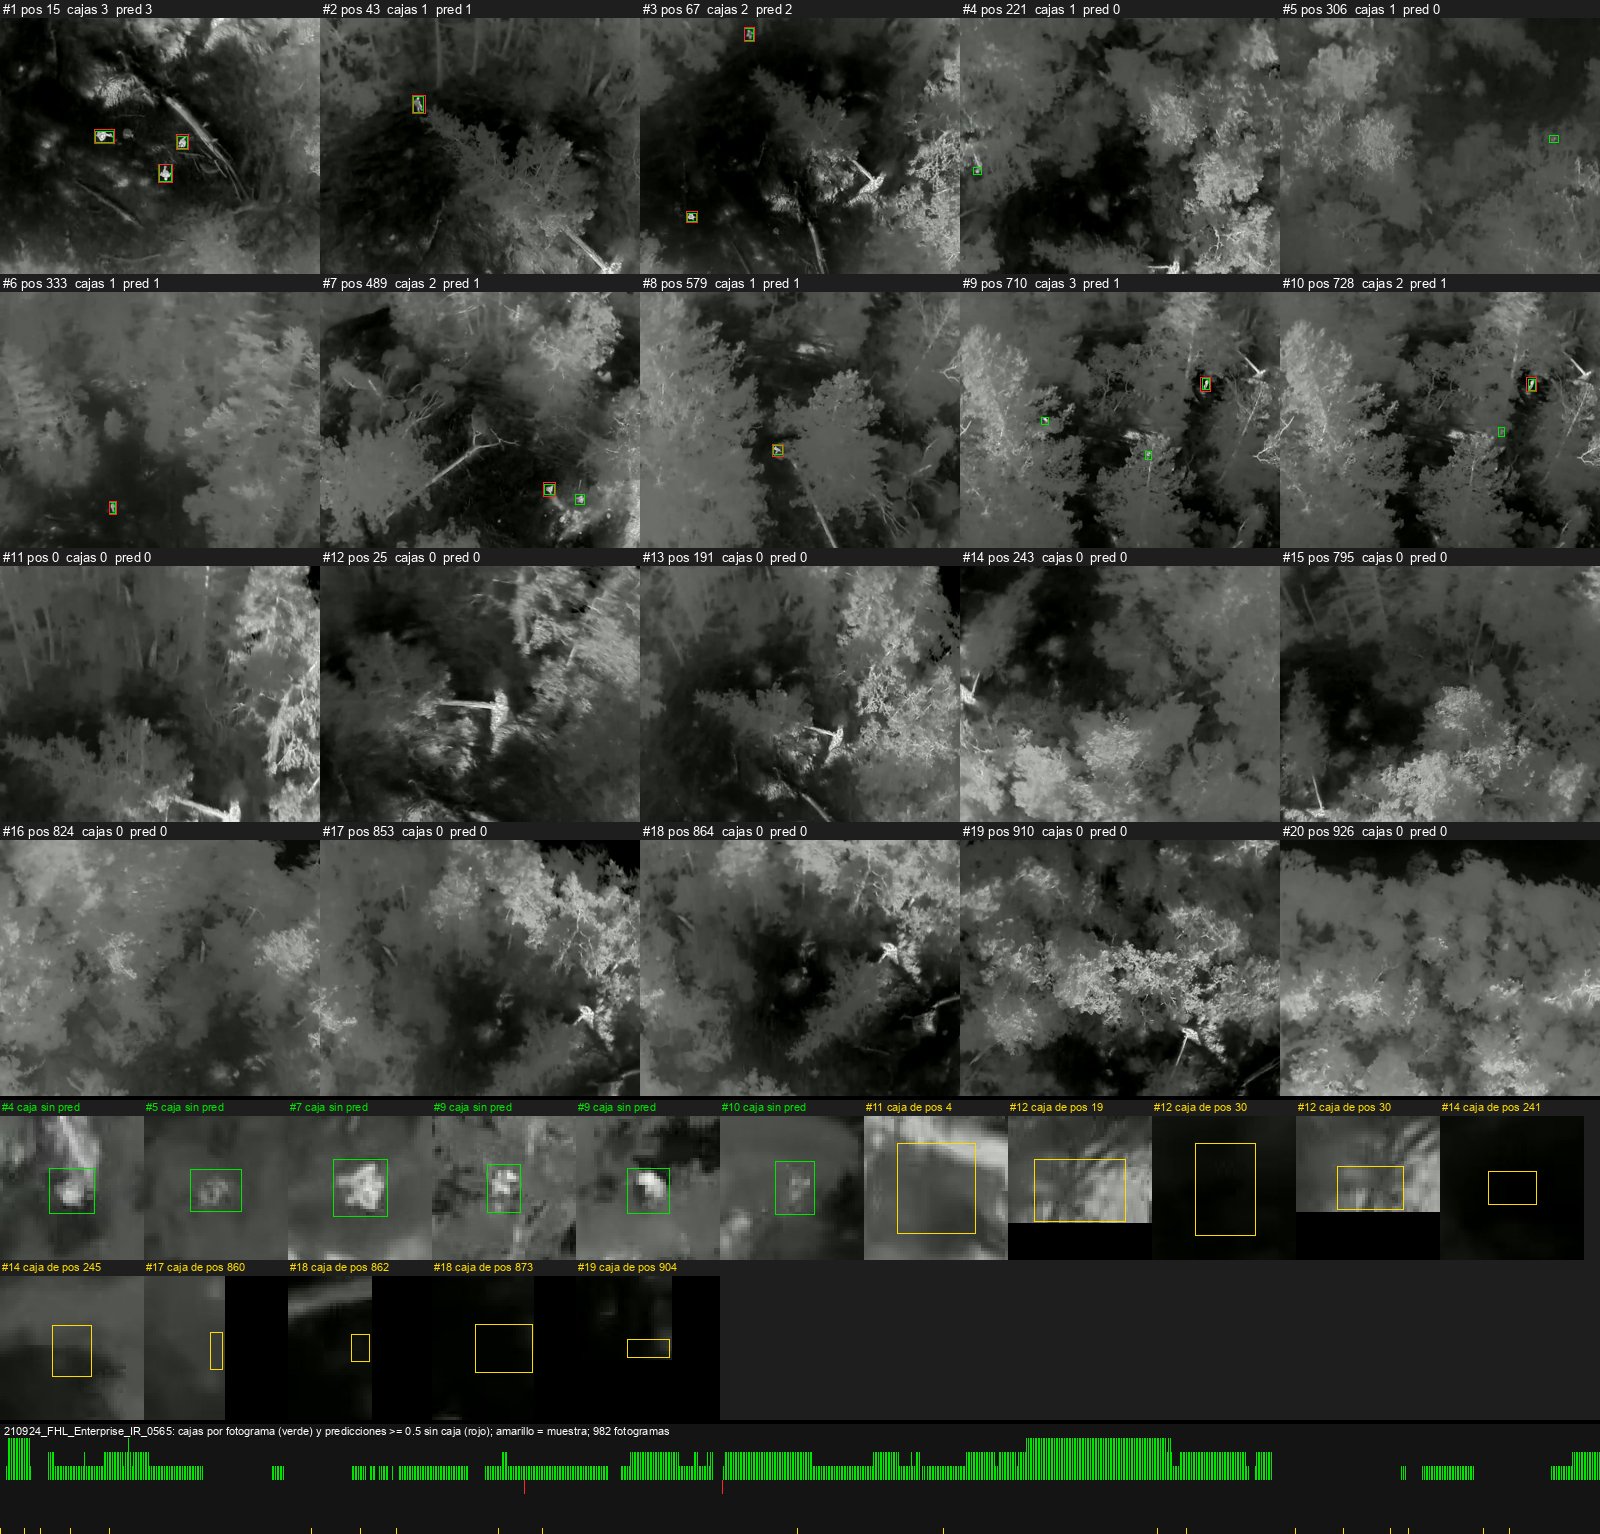 #1 pos 15 cajas 3 pred 3
#2 pos 43 cajas 1 pred 1
#3 pos 67 cajas 2 pred 2
#4 pos 221 cajas 1 pred 0
#5 pos 306 cajas 1 pred 0
#6 pos 333 cajas 1 pred 1
#7 pos 489 cajas 2 pred 1
#8 pos 579 cajas 1 pred 1
#9 pos 710 cajas 3 pred 1
#10 pos 728 cajas 2 pred 1
#11 pos 0 cajas 0 pred 0
#12 pos 25 cajas 0 pred 0
#13 pos 191 cajas 0 pred 0
#14 pos 243 cajas 0 pred 0
#15 pos 795 cajas 0 pred 0
#16 pos 824 cajas 0 pred 0
#17 pos 853 cajas 0 pred 0
#18 pos 864 cajas 0 pred 0
#19 pos 910 cajas 0 pred 0
#20 pos 926 cajas 0 pred 0
#4 caja sin pred
#5 caja sin pred
#7 caja sin pred
#9 caja sin pred
#9 caja sin pred
#10 caja sin pred
#11 caja de pos 4
#12 caja de pos 19
#12 caja de pos 30
#12 caja de pos 30
#14 caja de pos 241
#14 caja de pos 245
#17 caja de pos 860
#18 caja de pos 862
#18 caja de pos 873
#19 caja de pos 904
210924_FHL_Enterprise_IR_0565: cajas por fotograma (verde) y predicciones >= 0.5 sin caja (rojo); amarillo = muestra; 982 fotogramas